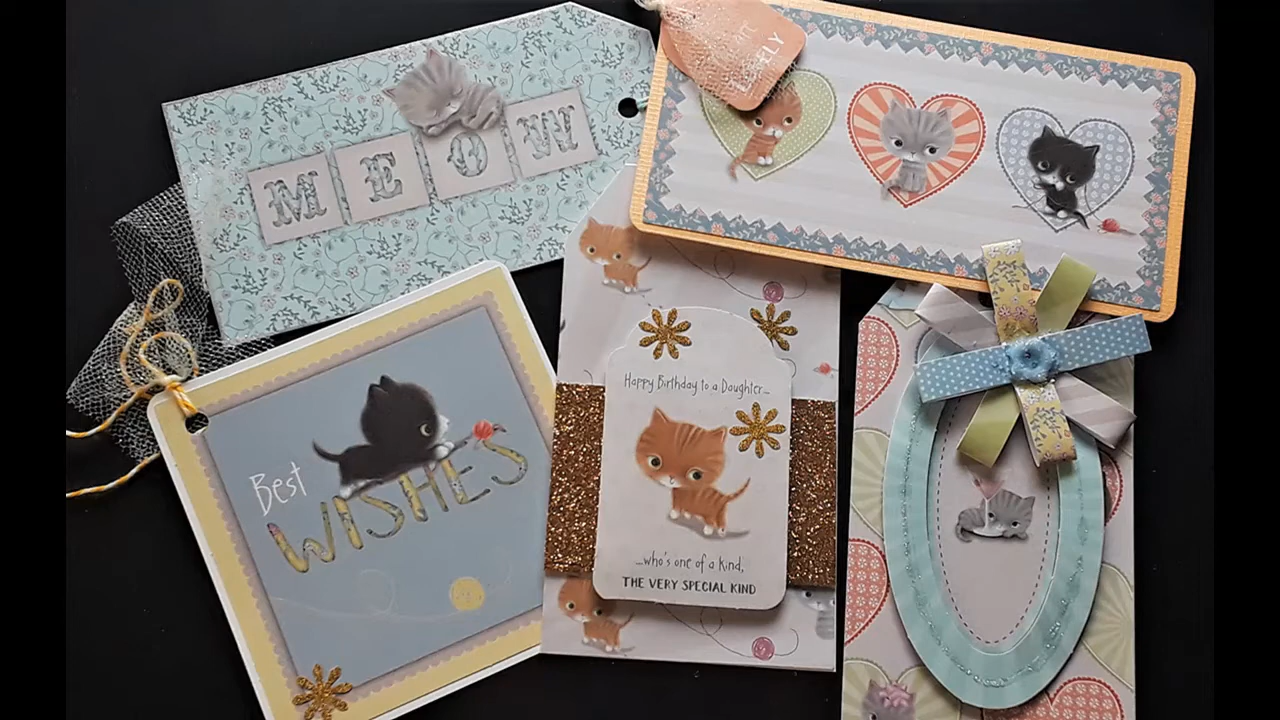 MEOW
Best
WISHES
Happy Birthday to a Daughter...
...who's one of a kind,
THE VERY SPECIAL KIND